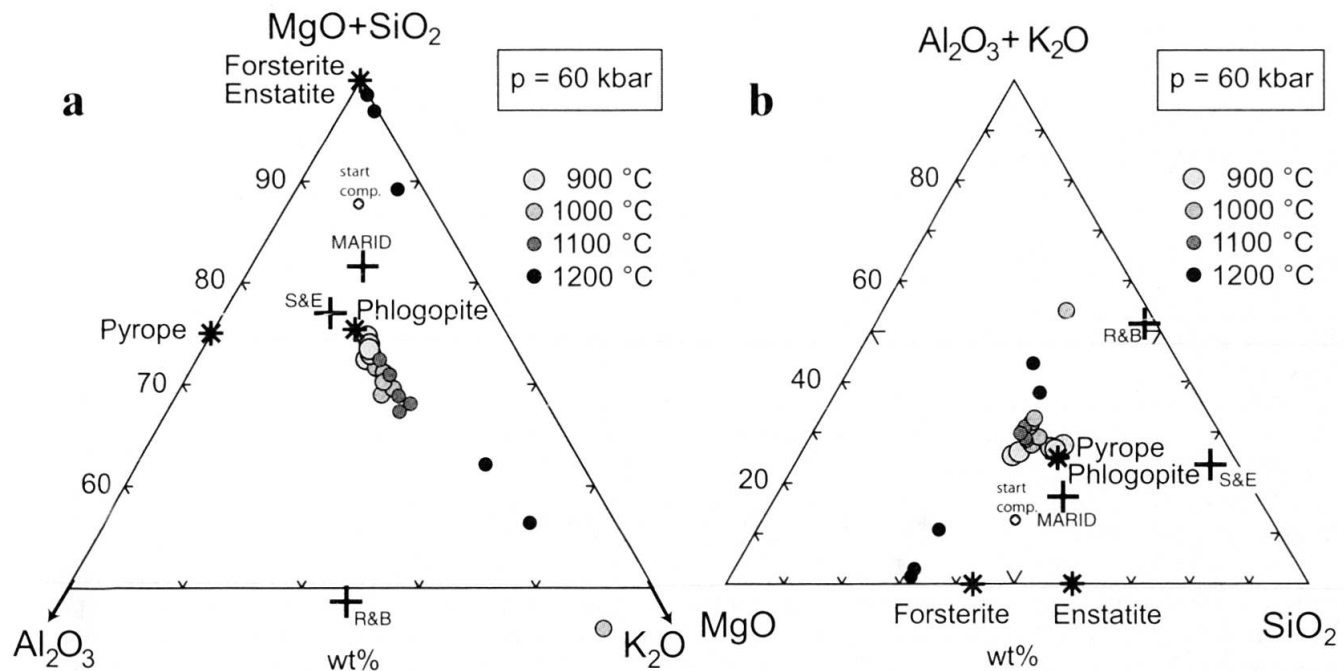 a
MgO+SiO₂
Forsterite
Enstatite
p = 60 kbar
900 °C
1000 °C
1100 °C
1200 °C
90
80
70
60
start
comp.
MARID
S&E
Phlogopite
Pyrope
R&B
Al₂O₃
wt%
K₂O
b
Al₂O₃+K₂O
p = 60 kbar
900 °C
1000 °C
1100 °C
1200 °C
80
60
40
20
R&B
Pyrope
Phlogopite
S&E
start
comp.
MARID
MgO
Forsterite
Enstatite
SiO₂
wt%